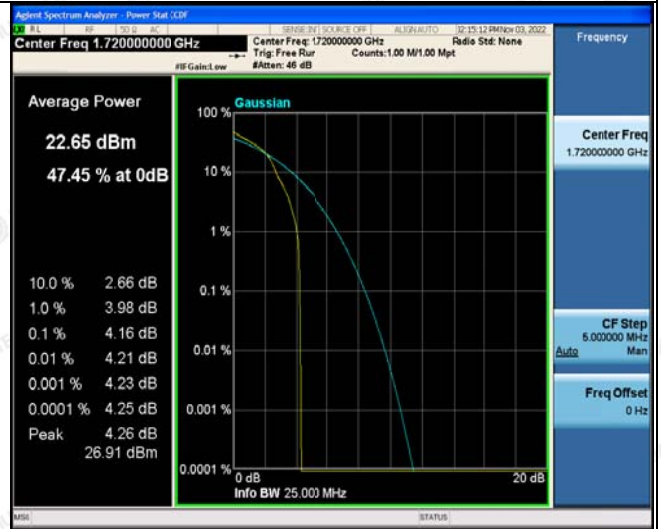 Agilent Spectrum Analyzer - Power Stat CCDF
RL RF 50 Ω AC SENSE:INT SOURCE OFF ALIGN AUTO 12:15:12 PM Nov 03, 2022
Center Freq 1.720000000 GHz
Center Freq: 1.720000000 GHz Radio Std: None
Trig: Free Run Counts:1.00 M/1.00 Mpt
#IFGain:Low #Atten: 46 dB
Frequency
Average Power
22.65 dBm
47.45 % at 0dB
10.0 % 2.66 dB
1.0 % 3.98 dB
0.1 % 4.16 dB
0.01 % 4.21 dB
0.001 % 4.23 dB
0.0001 % 4.25 dB
Peak 4.26 dB
26.91 dBm
Gaussian
100 %
10 %
1 %
0.1 %
0.01 %
0.001 %
0.0001 %
0 dB 20 dB
Info BW 25.000 MHz
Center Freq
1.720000000 GHz
CF Step
5.000000 MHz
Auto Man
Freq Offset
0 Hz
MSG STATUS